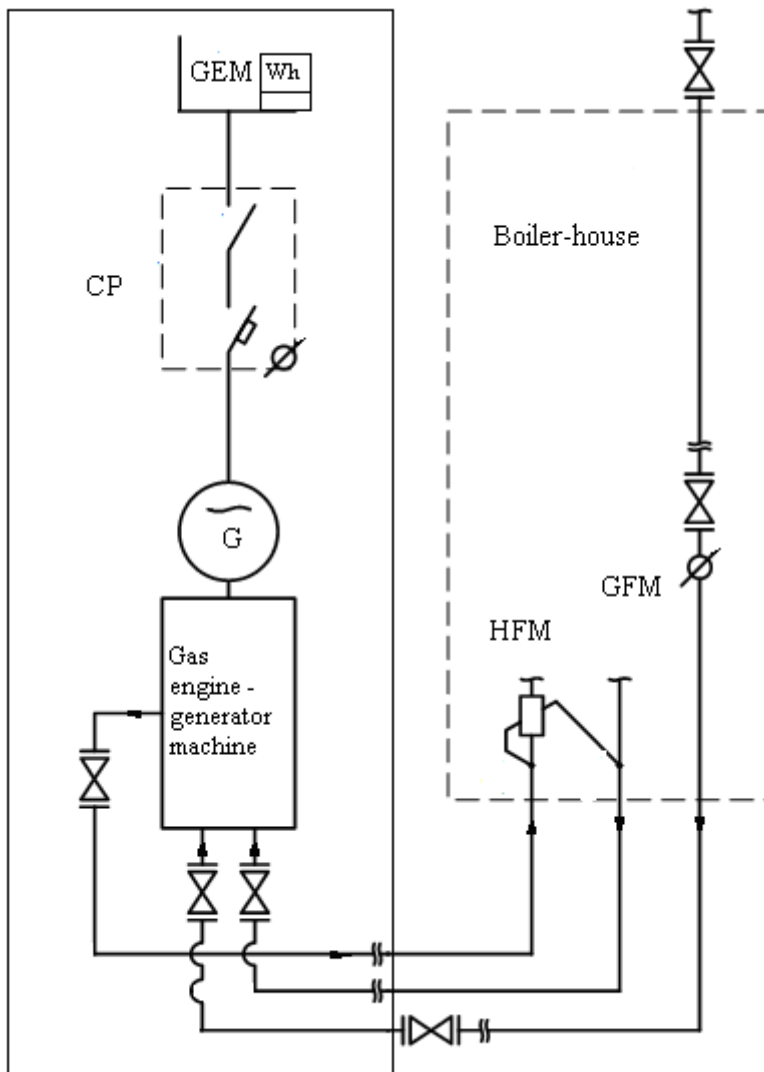 GEM
Wh
Boiler-house
CP
G
GFM
HFM
Gas
engine -
generator
machine